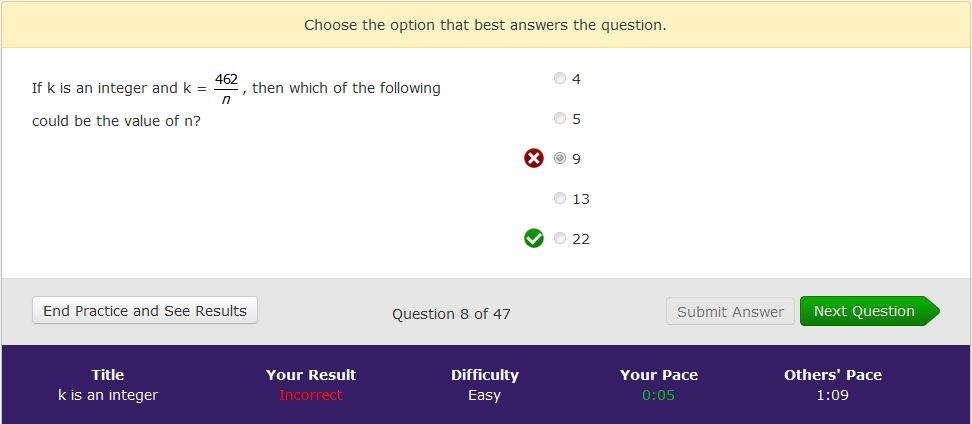 Choose the option that best answers the question.
If k is an integer and k = 462/n , then which of the following
could be the value of n?
4
5
9
13
22
End Practice and See Results
Question 8 of 47
Submit Answer
Next Question
Title
Your Result
Difficulty
Your Pace
Others' Pace
k is an integer
Incorrect
Easy
0:05
1:09